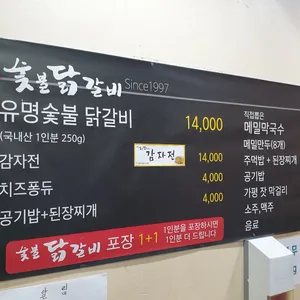 숯불닭갈비 Since1997
유명숯불 닭갈비 14,000
(국내산 1인분 250g)
감자전
감자전 14,000
치즈퐁듀 4,000
공기밥+된장찌개 4,000
숯불 닭갈비 포장 1+1 1인분을 포장하시면
1인분 더 드립니다
직접뽑은
메밀막국수
메밀만두(8개)
주먹밥 + 된장
공기밥
가평 잣 막걸리
소주,맥주
음료